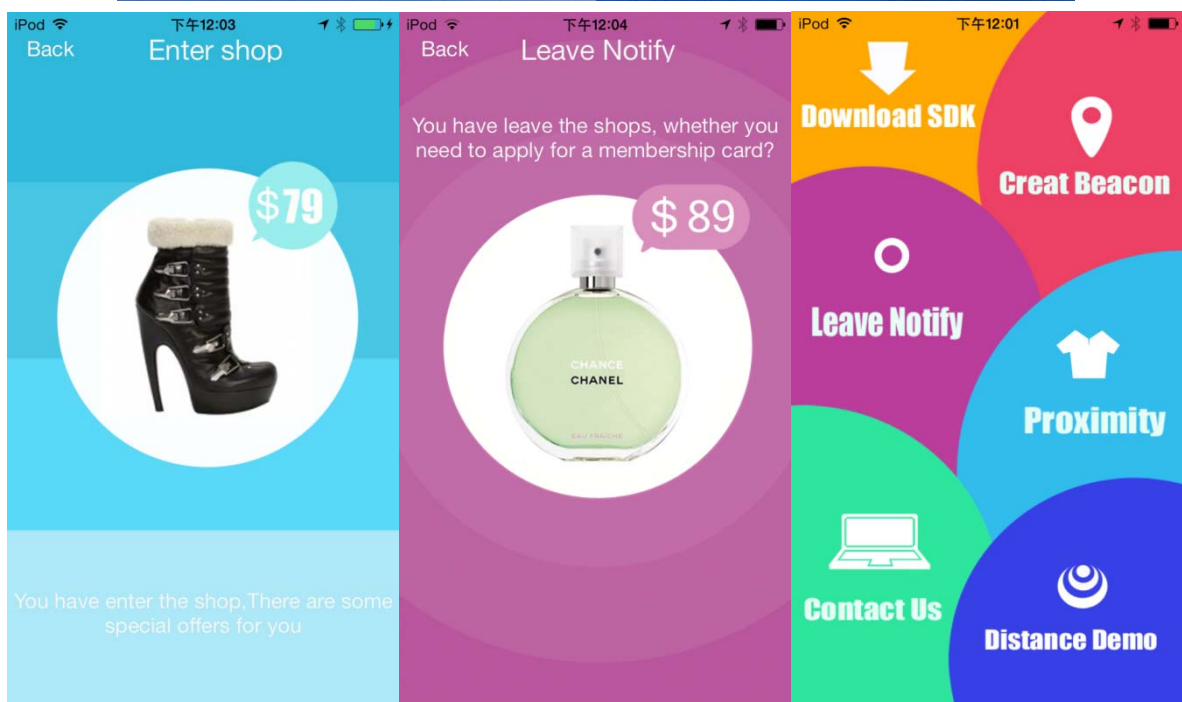 iPod 下午12:03
Back Enter shop
$79
You have enter the shop,There are some
special offers for you
iPod 下午12:04
Back Leave Notify
You have leave the shops, whether you
need to apply for a membership card?
$ 89
CHANCE
CHANEL
EAU FRAÎCHE
iPod 下午12:01
Download SDK
Creat Beacon
Leave Notify
Proximity
Contact Us
Distance Demo